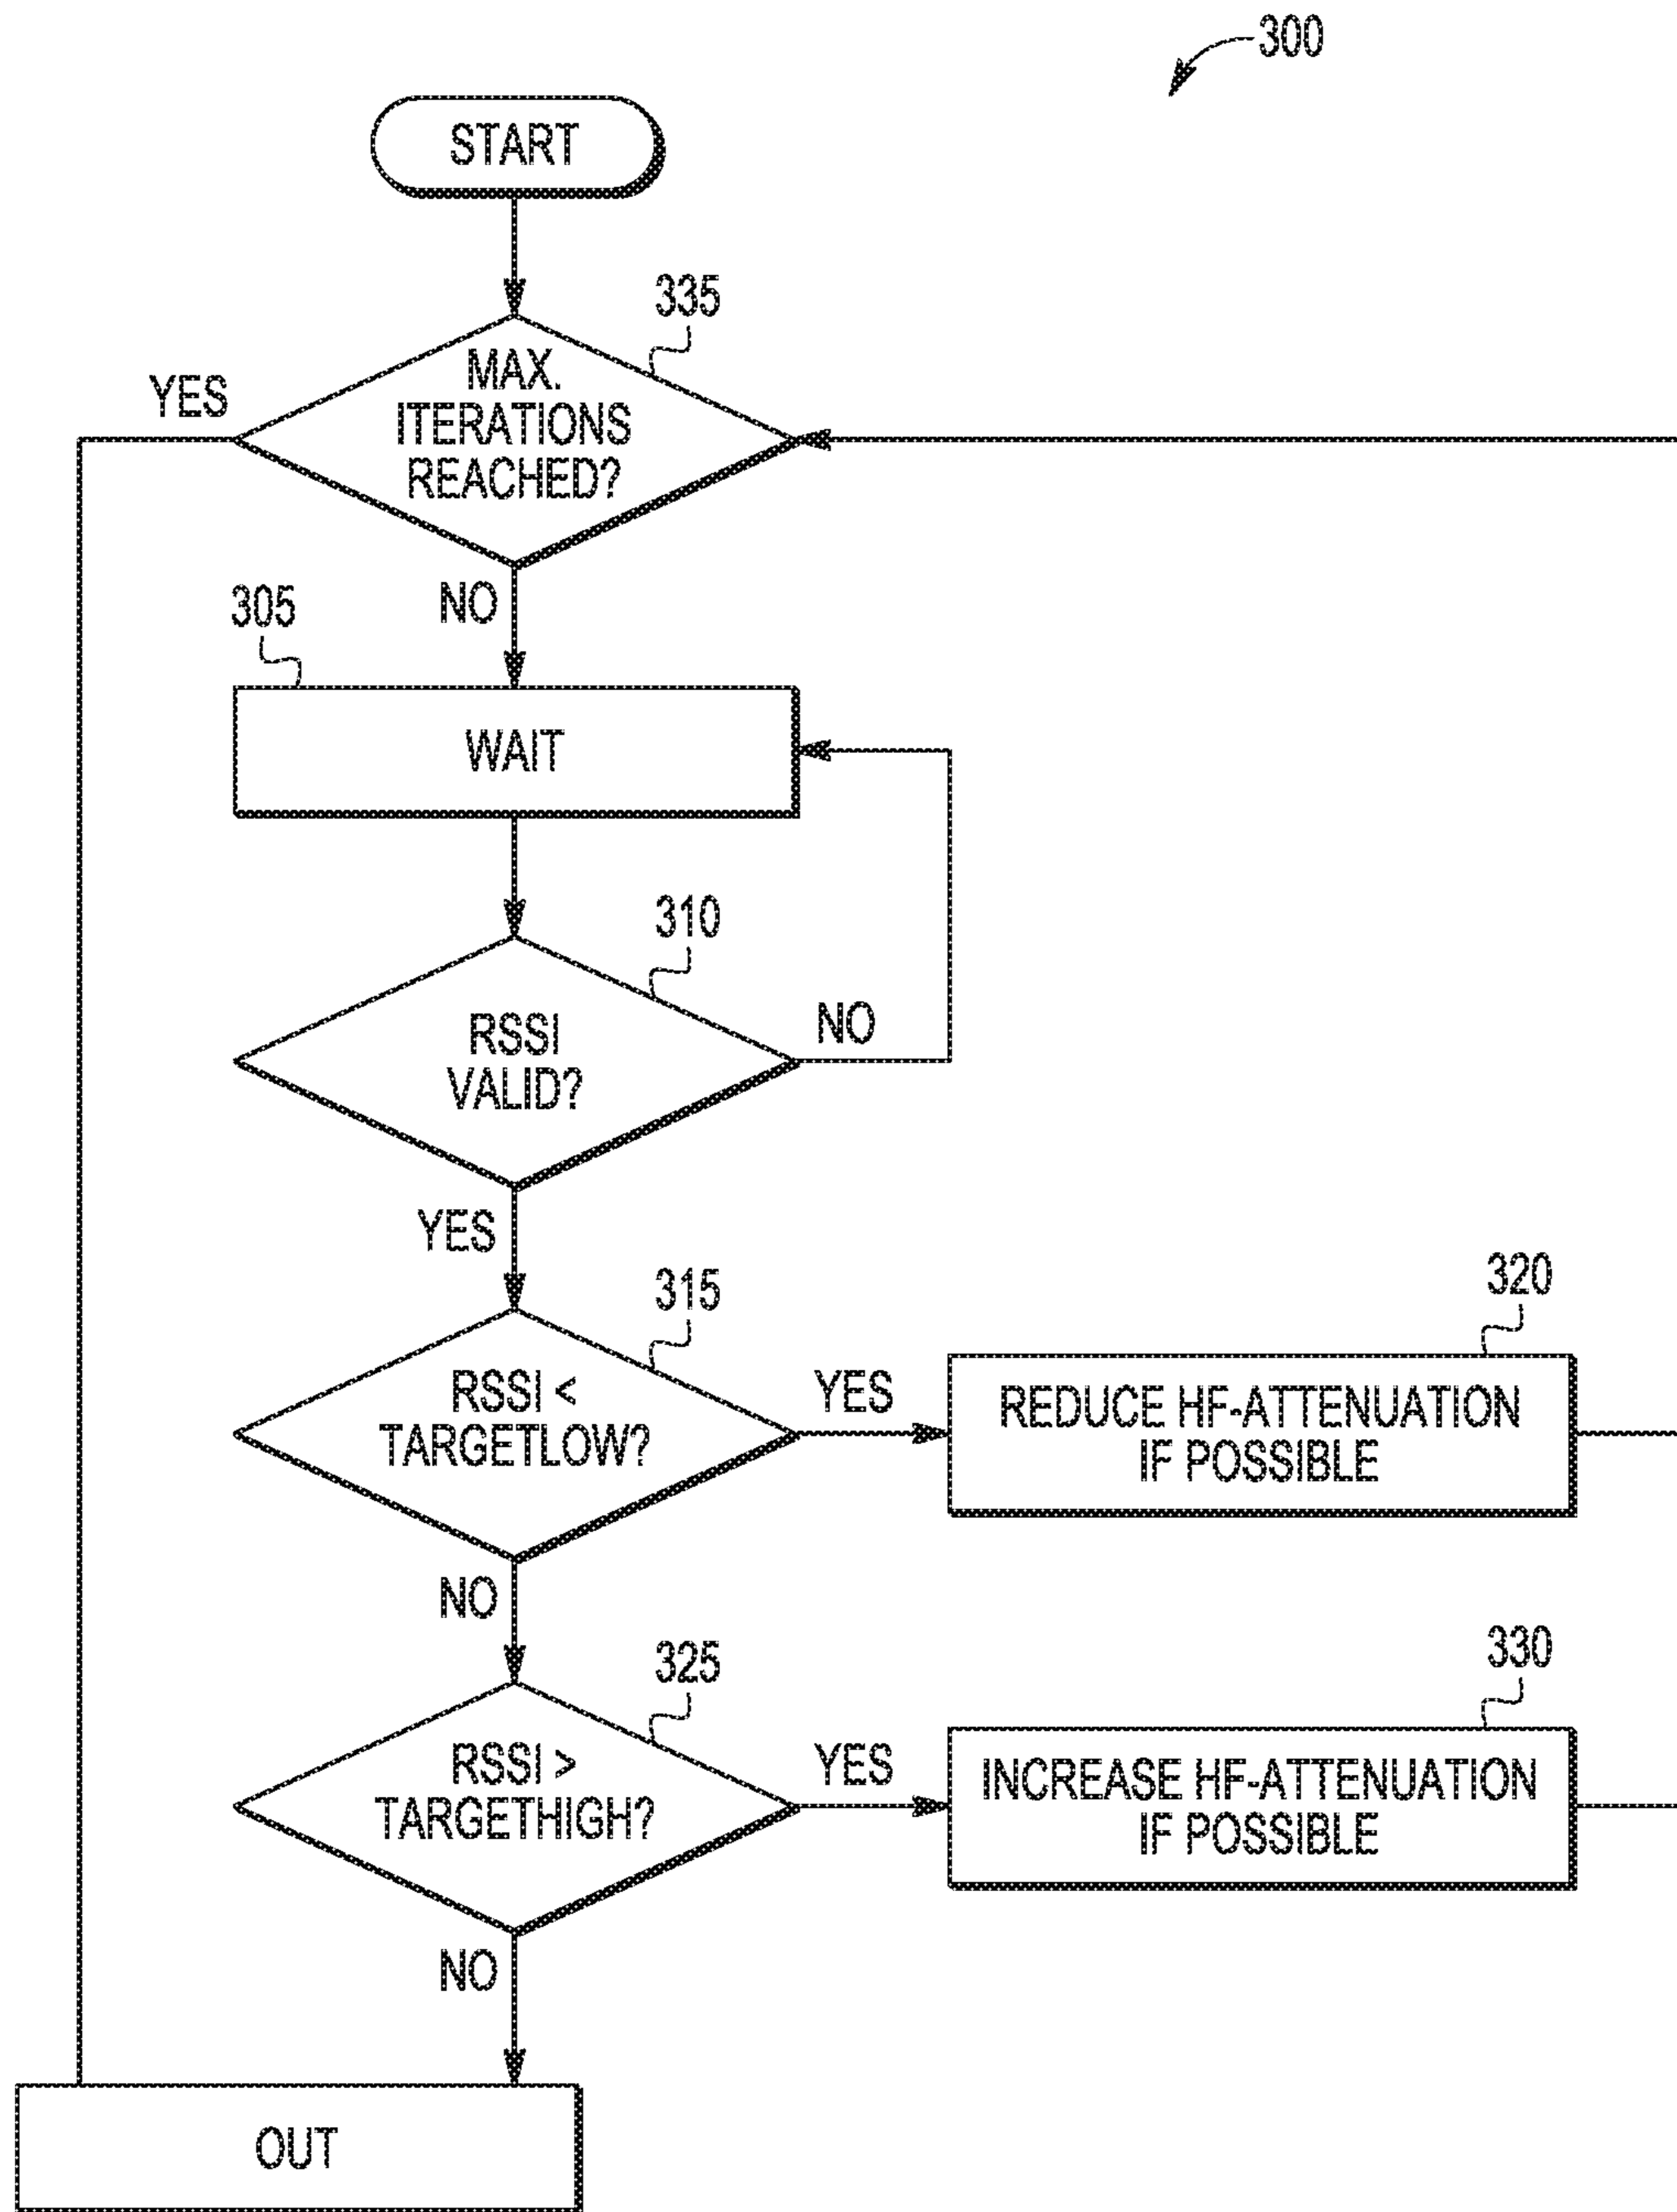 300
START
335
MAX.
ITERATIONS
REACHED?
YES
NO
305
WAIT
310
RSSI
VALID?
NO
YES
315
RSSI <
TARGETLOW?
YES
320
REDUCE HF-ATTENUATION
IF POSSIBLE
NO
325
RSSI >
TARGETHIGH?
YES
330
INCREASE HF-ATTENUATION
IF POSSIBLE
NO
OUT